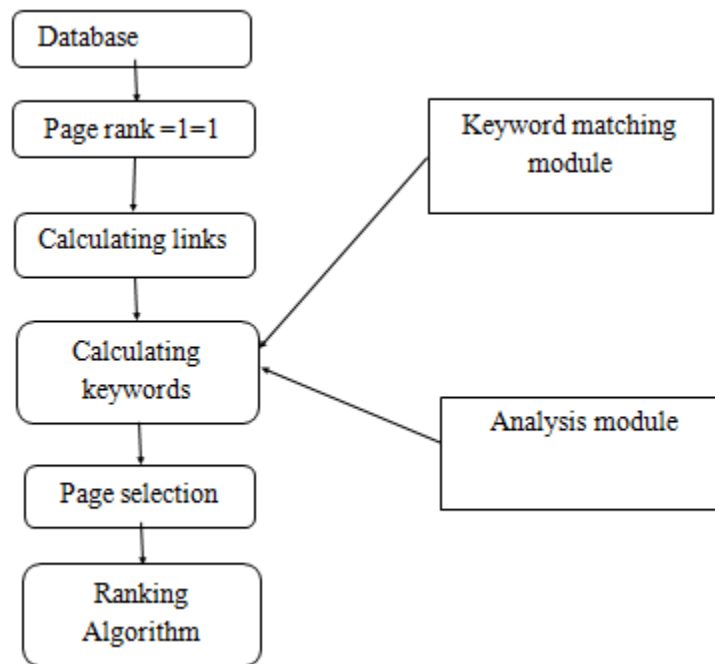 Database
Page rank =1=1
Calculating links
Calculating
keywords
Page selection
Ranking
Algorithm
Keyword matching
module
Analysis module